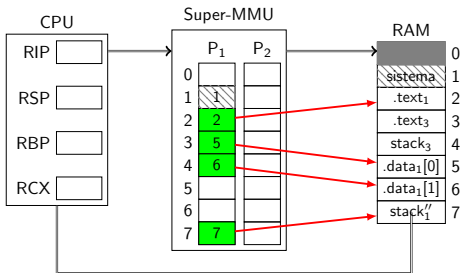 CPU
RIP
RSP
RBP
RCX
Super-MMU
P1 P2
0
1 1
2 2
3 5
4 6
5
6
7 7
RAM
0
sistema 1
.text1 2
.text3 3
stack3 4
.data1[0] 5
.data1[1] 6
stack1′′ 7